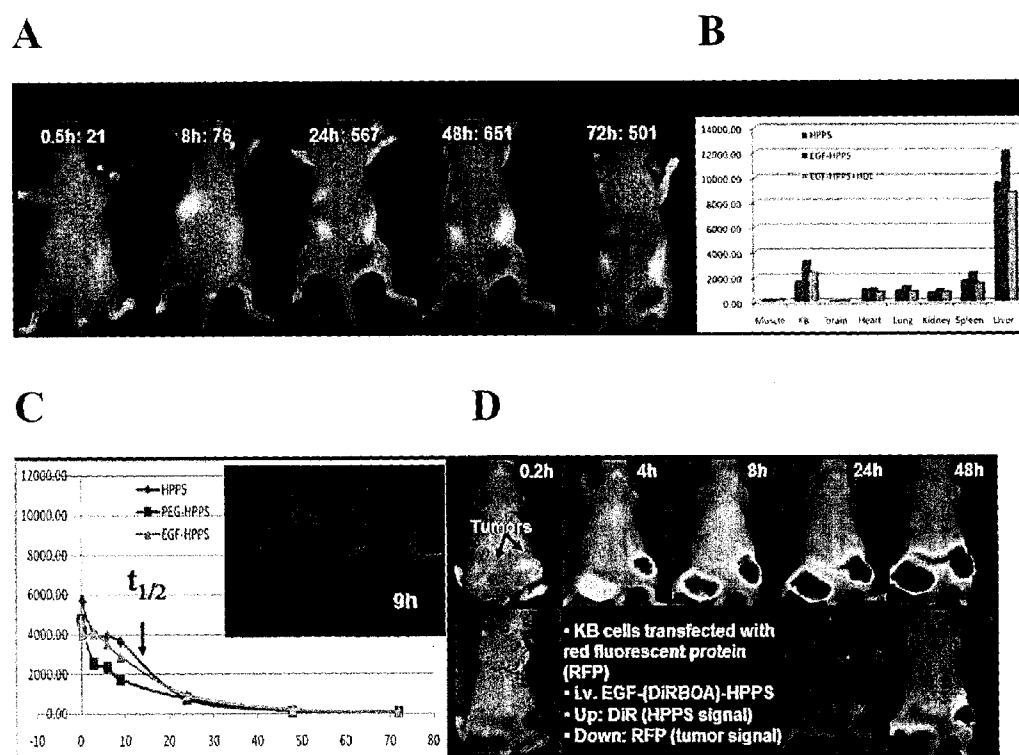 A
B
0.5h: 21
8h: 76
24h: 567
48h: 651
72h: 501
14000.00
12000.00
10000.00
8000.00
6000.00
4000.00
2000.00
0.00
HPPS
EGF-HPPS
EGF-HPPS+HDL
Muscle
KB
Brain
Heart
Lung
Kidney
Spleen
Liver
C
D
12000.00
10000.00
8000.00
6000.00
4000.00
2000.00
0.00
HPPS
PEG-HPPS
EGF-HPPS
t1/2
9h
0
10
20
30
40
50
60
70
80
0.2h
4h
8h
24h
48h
Tumors
• KB cells transfected with
red fluorescent protein
(RFP)
• I.v. EGF-(DiRBOA)-HPPS
• Up: DiR (HPPS signal)
• Down: RFP (tumor signal)